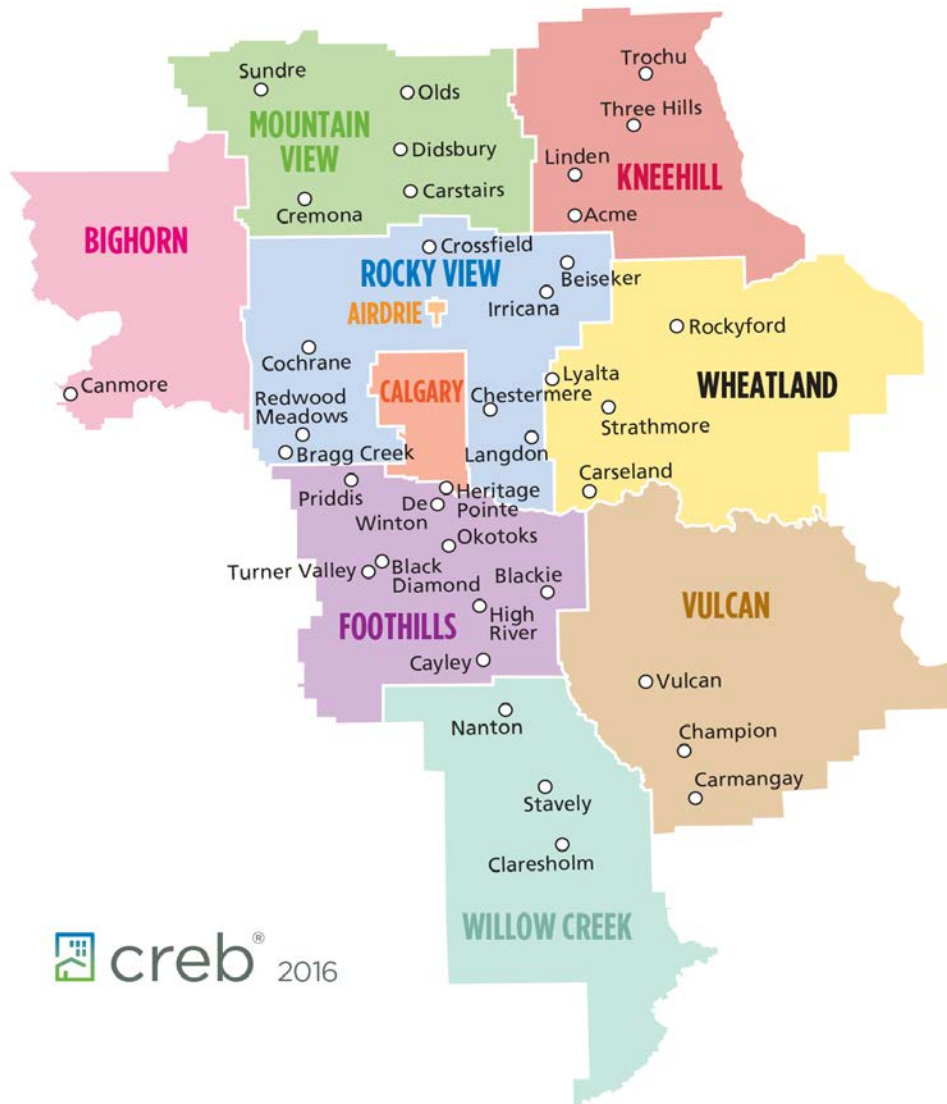 Sundre
Olds
MOUNTAIN
VIEW
Didsbury
Carstairs
Cremona
Trochu
Three Hills
Linden
KNEEHILL
Acme
BIGHORN
Canmore
Crossfield
ROCKY VIEW
Beiseker
Irricana
AIRDRIE
Cochrane
CALGARY
Chestermere
Redwood
Meadows
Bragg Creek
Langdon
Rockyford
Lyalta
WHEATLAND
Strathmore
Carseland
Priddis
Heritage
Pointe
De
Winton
Okotoks
Turner Valley
Black
Diamond
Blackie
FOOTHILLS
High
River
Cayley
VULCAN
Vulcan
Champion
Carmangay
Nanton
Stavely
Claresholm
WILLOW CREEK
creb® 2016